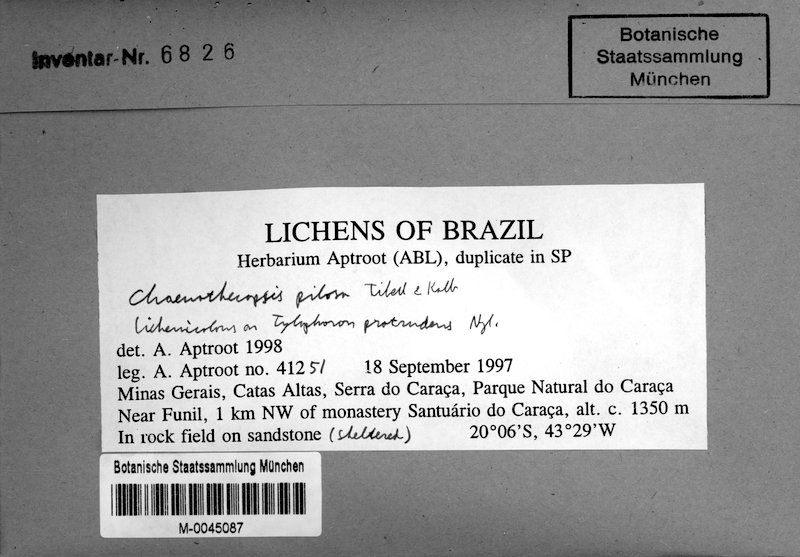 Inventar-Nr. 6826
Botanische
Staatssammlung
München
LICHENS OF BRAZIL
Herbarium Aptroot (ABL), duplicate in SP
Chaenothecopsis pilosa Tibell & Kalb
lichenicolous on Tylophoron protrudens Nyl.
det. A. Aptroot 1998
leg. A. Aptroot no. 41251 18 September 1997
Minas Gerais, Catas Altas, Serra do Caraça, Parque Natural do Caraça
Near Funil, 1 km NW of monastery Santuário do Caraça, alt. c. 1350 m
In rock field on sandstone (sheltered) 20°06'S, 43°29'W
Botanische Staatssammlung München
M-0045087